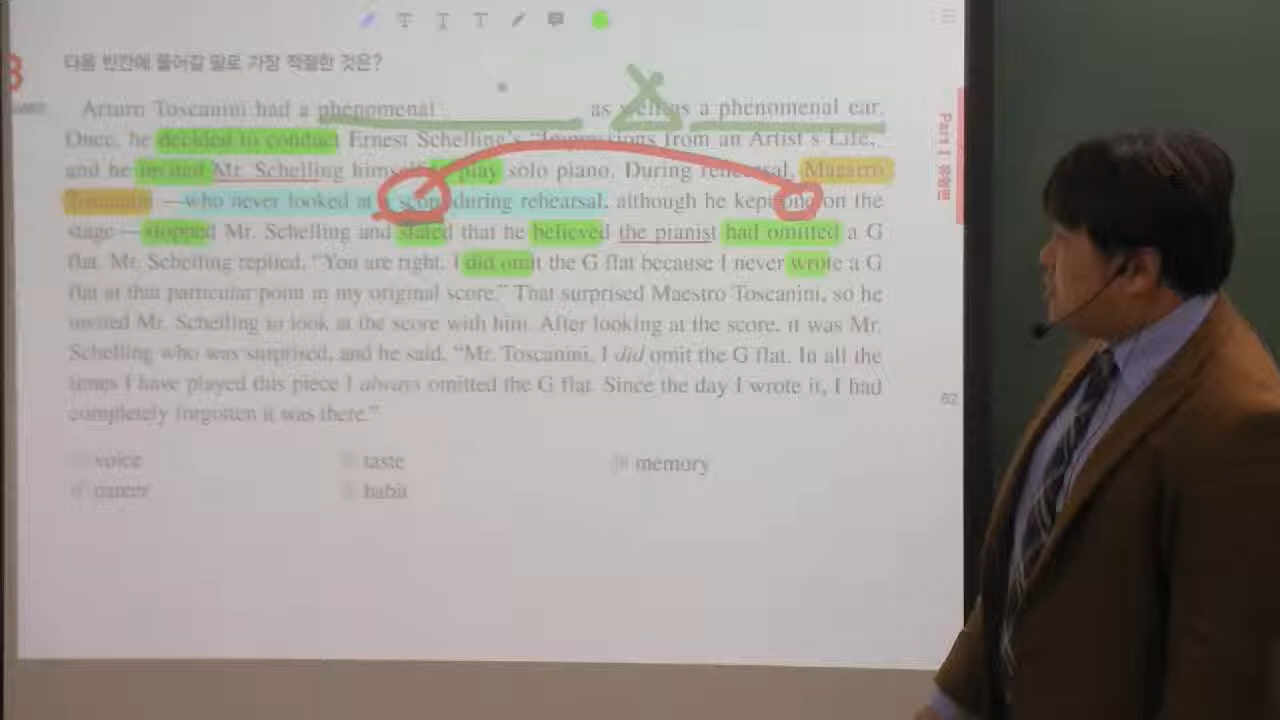 다음 빈칸에 들어갈 말로 가장 적절한 것은?
Arturo Toscanini had a phenomenal as well as a phenomenal ear.
Once, he decided to conduct Ernest Schelling's "Impressions from an Artist's Life,"
and he invited Mr. Schelling himself to play solo piano. During rehearsal, Maestro
Toscanini —who never looked at a score during rehearsal, although he kept one on the
stage—stopped Mr. Schelling and stated that he believed the pianist had omitted a G
flat. Mr. Schelling replied, "You are right. I did omit the G flat because I never wrote a G
flat at that particular point in my original score." That surprised Maestro Toscanini, so he
invited Mr. Schelling to look at the score with him. After looking at the score, it was Mr.
Schelling who was surprised, and he said, "Mr. Toscanini, I did omit the G flat. In all the
times I have played this piece I always omitted the G flat. Since the day I wrote it, I had
completely forgotten it was there."
voice taste memory
career habit
Part I 유형편
62